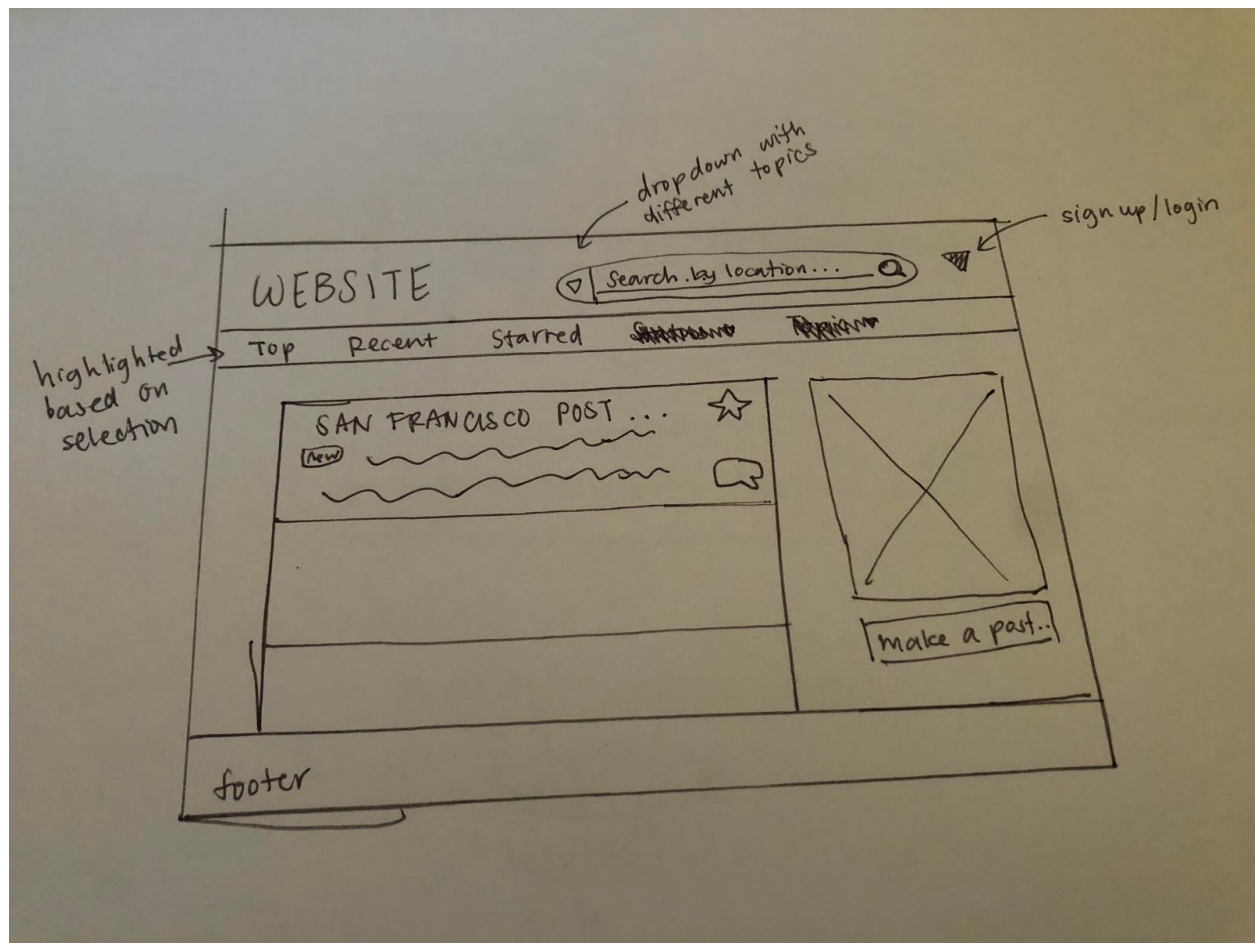 dropdown with
different topics
sign up/login
WEBSITE
Search by location...
highlighted
based on
selection
Top Recent Starred
SAN FRANCISCO POST...
new
make a post..
footer